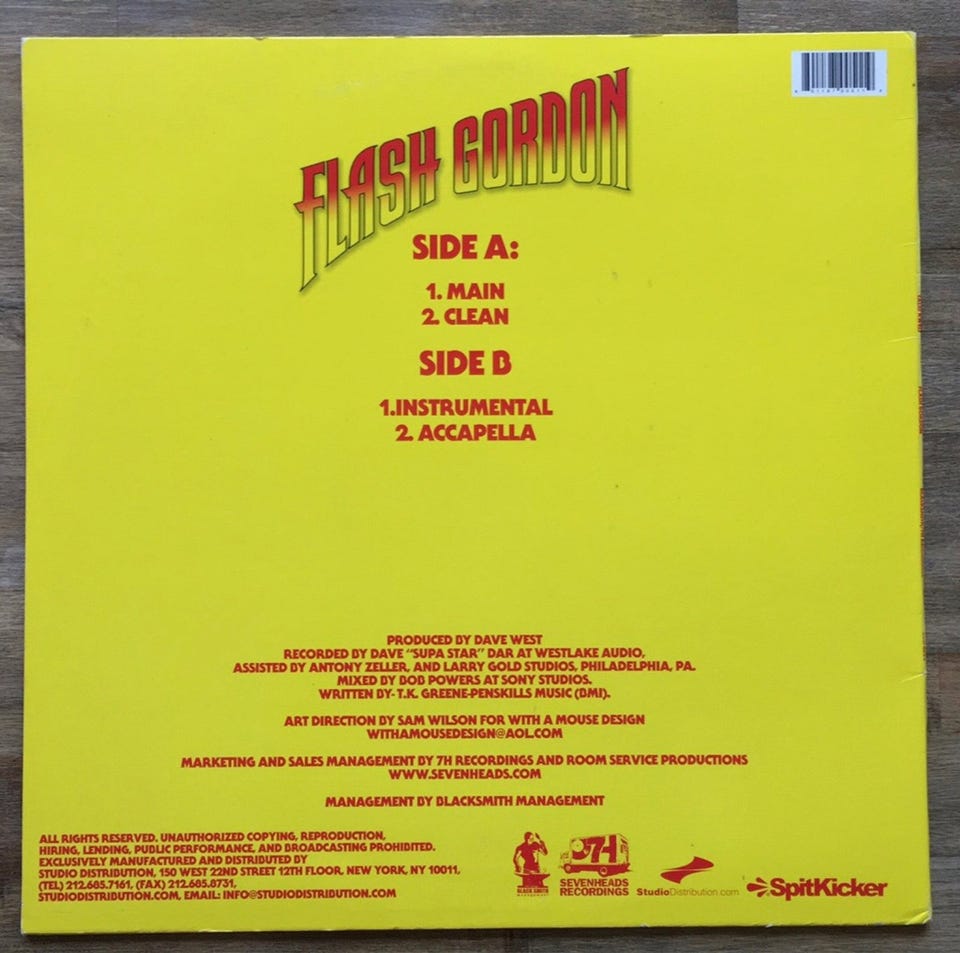 FLASH GORDON
SIDE A:
1. MAIN
2. CLEAN
SIDE B
1.INSTRUMENTAL
2. ACCAPELLA
PRODUCED BY DAVE WEST
RECORDED BY DAVE "SUPA STAR" DAR AT WESTLAKE AUDIO,
ASSISTED BY ANTONY ZELLER, AND LARRY GOLD STUDIOS, PHILADELPHIA, PA.
MIXED BY BOB POWERS AT SONY STUDIOS.
WRITTEN BY- T.K. GREENE-PENSKILLS MUSIC (BMI).
ART DIRECTION BY SAM WILSON FOR WITH A MOUSE DESIGN
WITHAMOUSEDESIGN@AOL.COM
MARKETING AND SALES MANAGEMENT BY 7H RECORDINGS AND ROOM SERVICE PRODUCTIONS
WWW.SEVENHEADS.COM
MANAGEMENT BY BLACKSMITH MANAGEMENT
ALL RIGHTS RESERVED. UNAUTHORIZED COPYING, REPRODUCTION,
HIRING, LENDING, PUBLIC PERFORMANCE, AND BROADCASTING PROHIBITED.
EXCLUSIVELY MANUFACTURED AND DISTRIBUTED BY
STUDIO DISTRIBUTION, 150 WEST 22ND STREET 12TH FLOOR, NEW YORK, NY 10011,
(TEL) 212.685.7161, (FAX) 212.685.8731,
STUDIODISTRIBUTION.COM, EMAIL: INFO@STUDIODISTRIBUTION.COM
BLACK SMITH
MANAGEMENT
7H
SEVENHEADS
RECORDINGS
StudioDistribution.com
SpitKicker